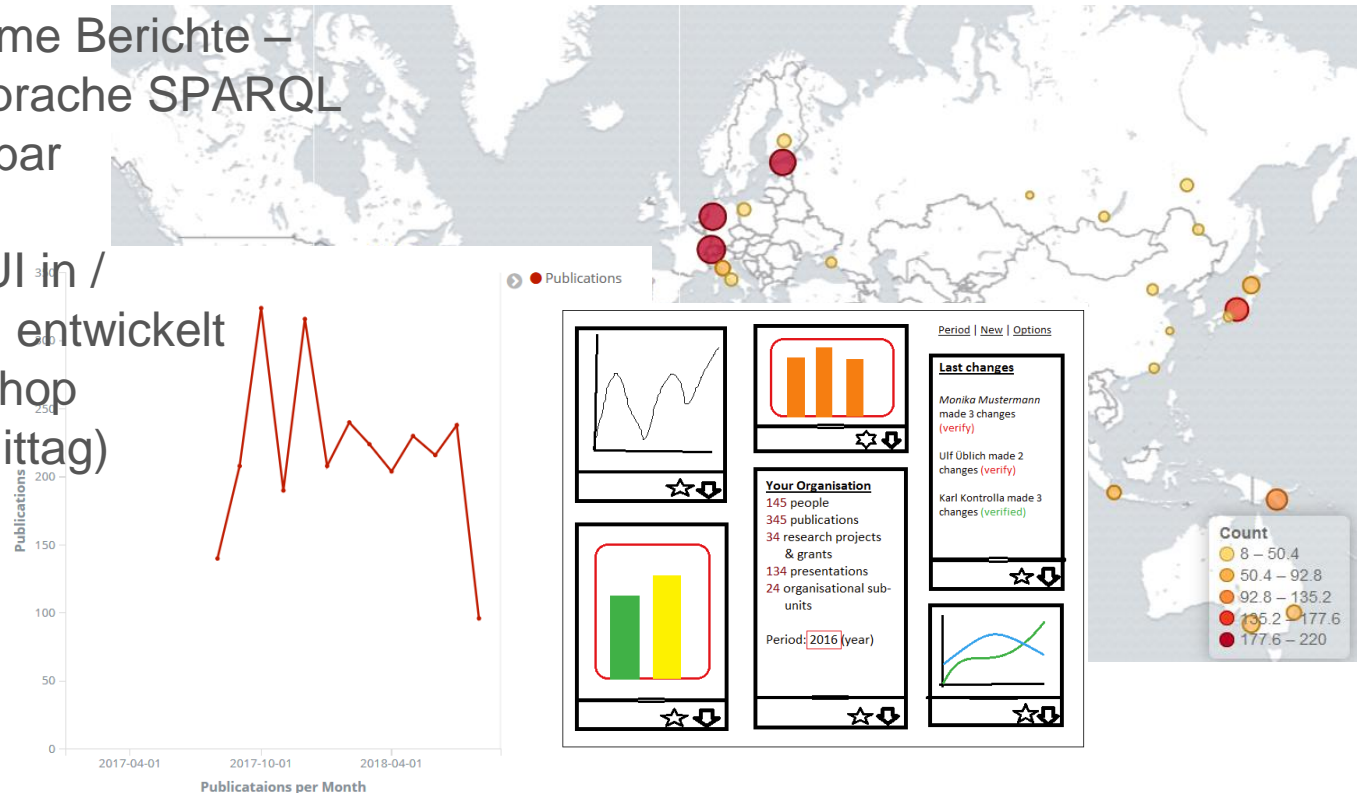 me Berichte –
prache SPARQL
bar
UI in /
entwickelt
hop
ittag)
Publications
350
300
250
200
150
100
50
0
Publications
2017-04-01
2017-10-01
2018-04-01
Publicataions per Month
Period | New | Options
Last changes
Monika Mustermann
made 3 changes
(verify)
Ulf Üblich made 2
changes (verify)
Karl Kontrolla made 3
changes (verified)
Your Organisation
145 people
345 publications
34 research projects
& grants
134 presentations
24 organisational sub-
units
Period: 2016 (year)
Count
8 – 50.4
50.4 – 92.8
92.8 – 135.2
135.2 – 177.6
177.6 – 220